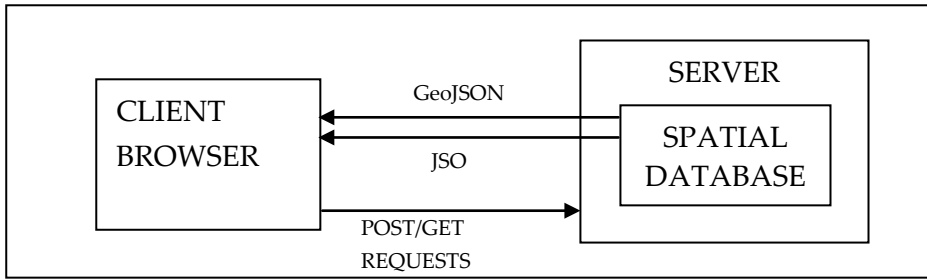 CLIENT
BROWSER
GeoJSON
JSO
POST/GET
REQUESTS
SERVER
SPATIAL
DATABASE